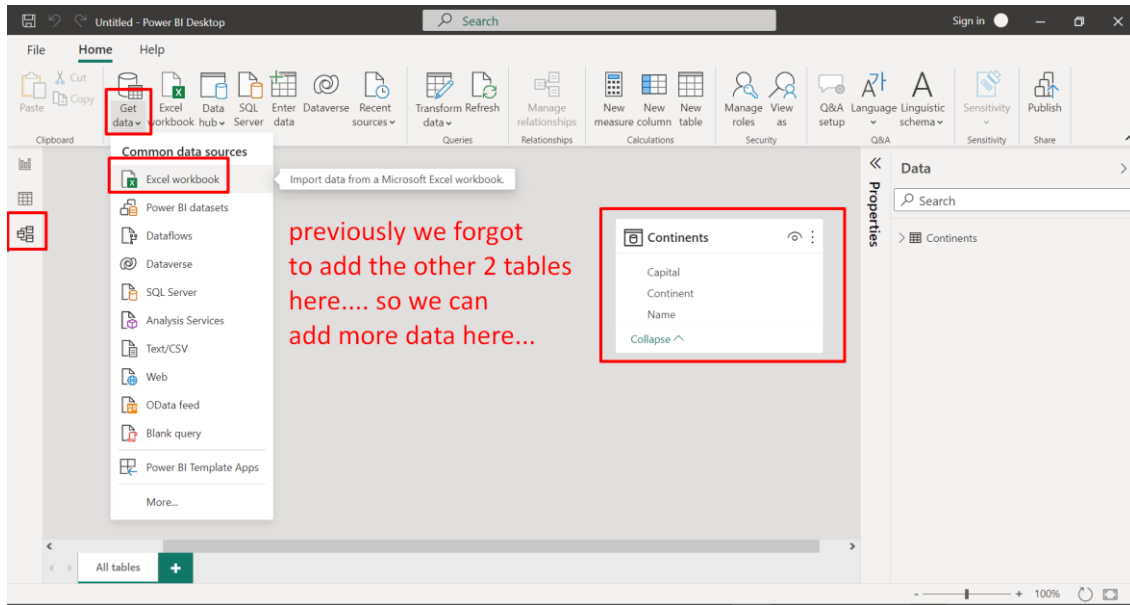 Untitled - Power BI Desktop
Search
Sign in
File Home Help
Paste
Cut
Copy
Clipboard
Get data
Excel workbook
Data hub
SQL Server
Enter data
Dataverse
Recent sources
Transform data
Refresh
Queries
Manage relationships
Relationships
New measure
New column
New table
Calculations
Manage roles
View as
Security
Q&A setup
Language
Linguistic schema
Q&A
Sensitivity
Sensitivity
Publish
Share
Common data sources
Excel workbook
Import data from a Microsoft Excel workbook.
Power BI datasets
Dataflows
Dataverse
SQL Server
Analysis Services
Text/CSV
Web
OData feed
Blank query
Power BI Template Apps
More...
previously we forgot
to add the other 2 tables
here.... so we can
add more data here...
Continents
Capital
Continent
Name
Collapse
Properties
Data
Search
Continents
All tables
+
- + 100%